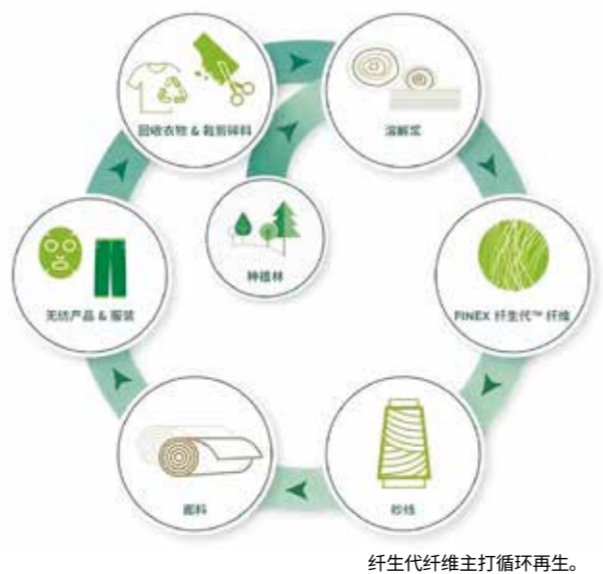 回收衣物 & 裁剪碎料
溶解浆
种植林
无纺产品 & 服装
FINEX 纤生代™ 纤维
面料
纱线
纤生代纤维主打循环再生。